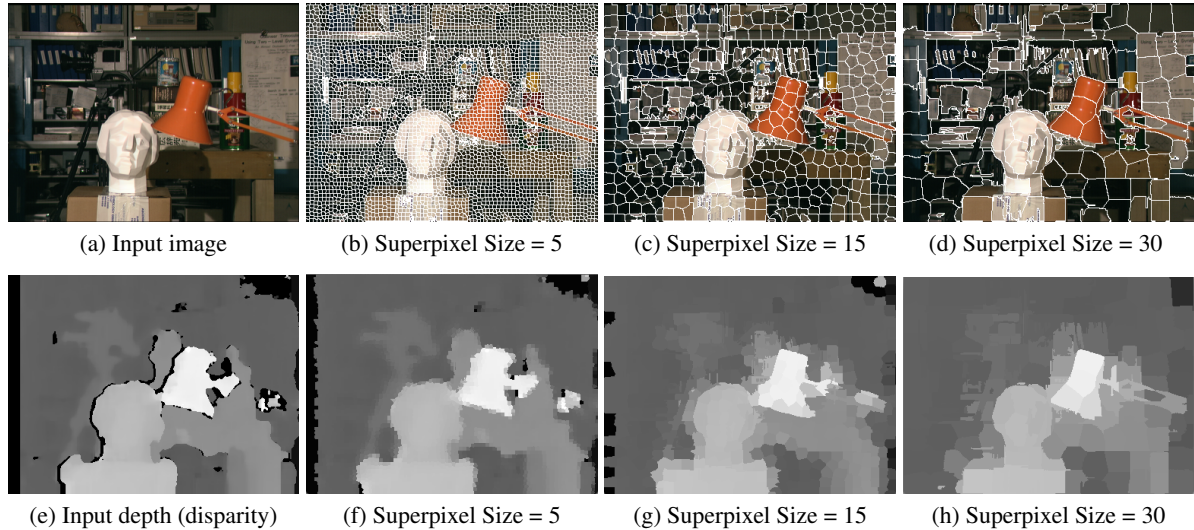 (a) Input image
(b) Superpixel Size = 5
(c) Superpixel Size = 15
(d) Superpixel Size = 30
(e) Input depth (disparity)
(f) Superpixel Size = 5
(g) Superpixel Size = 15
(h) Superpixel Size = 30